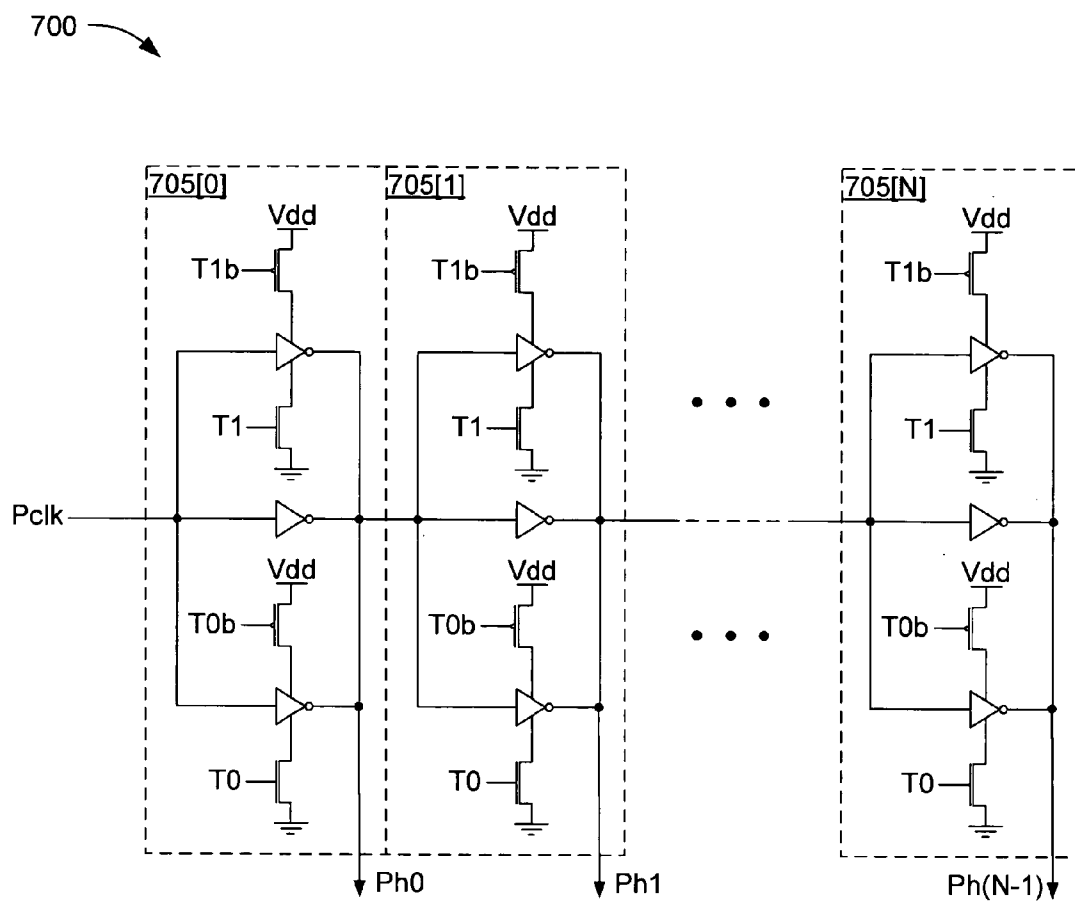 700
705[0] 705[1] 705[N]
Vdd Vdd Vdd
T1b T1b T1b
T1 T1 T1
Pclk
Vdd Vdd Vdd
T0b T0b T0b
T0 T0 T0
Ph0 Ph1 Ph(N-1)